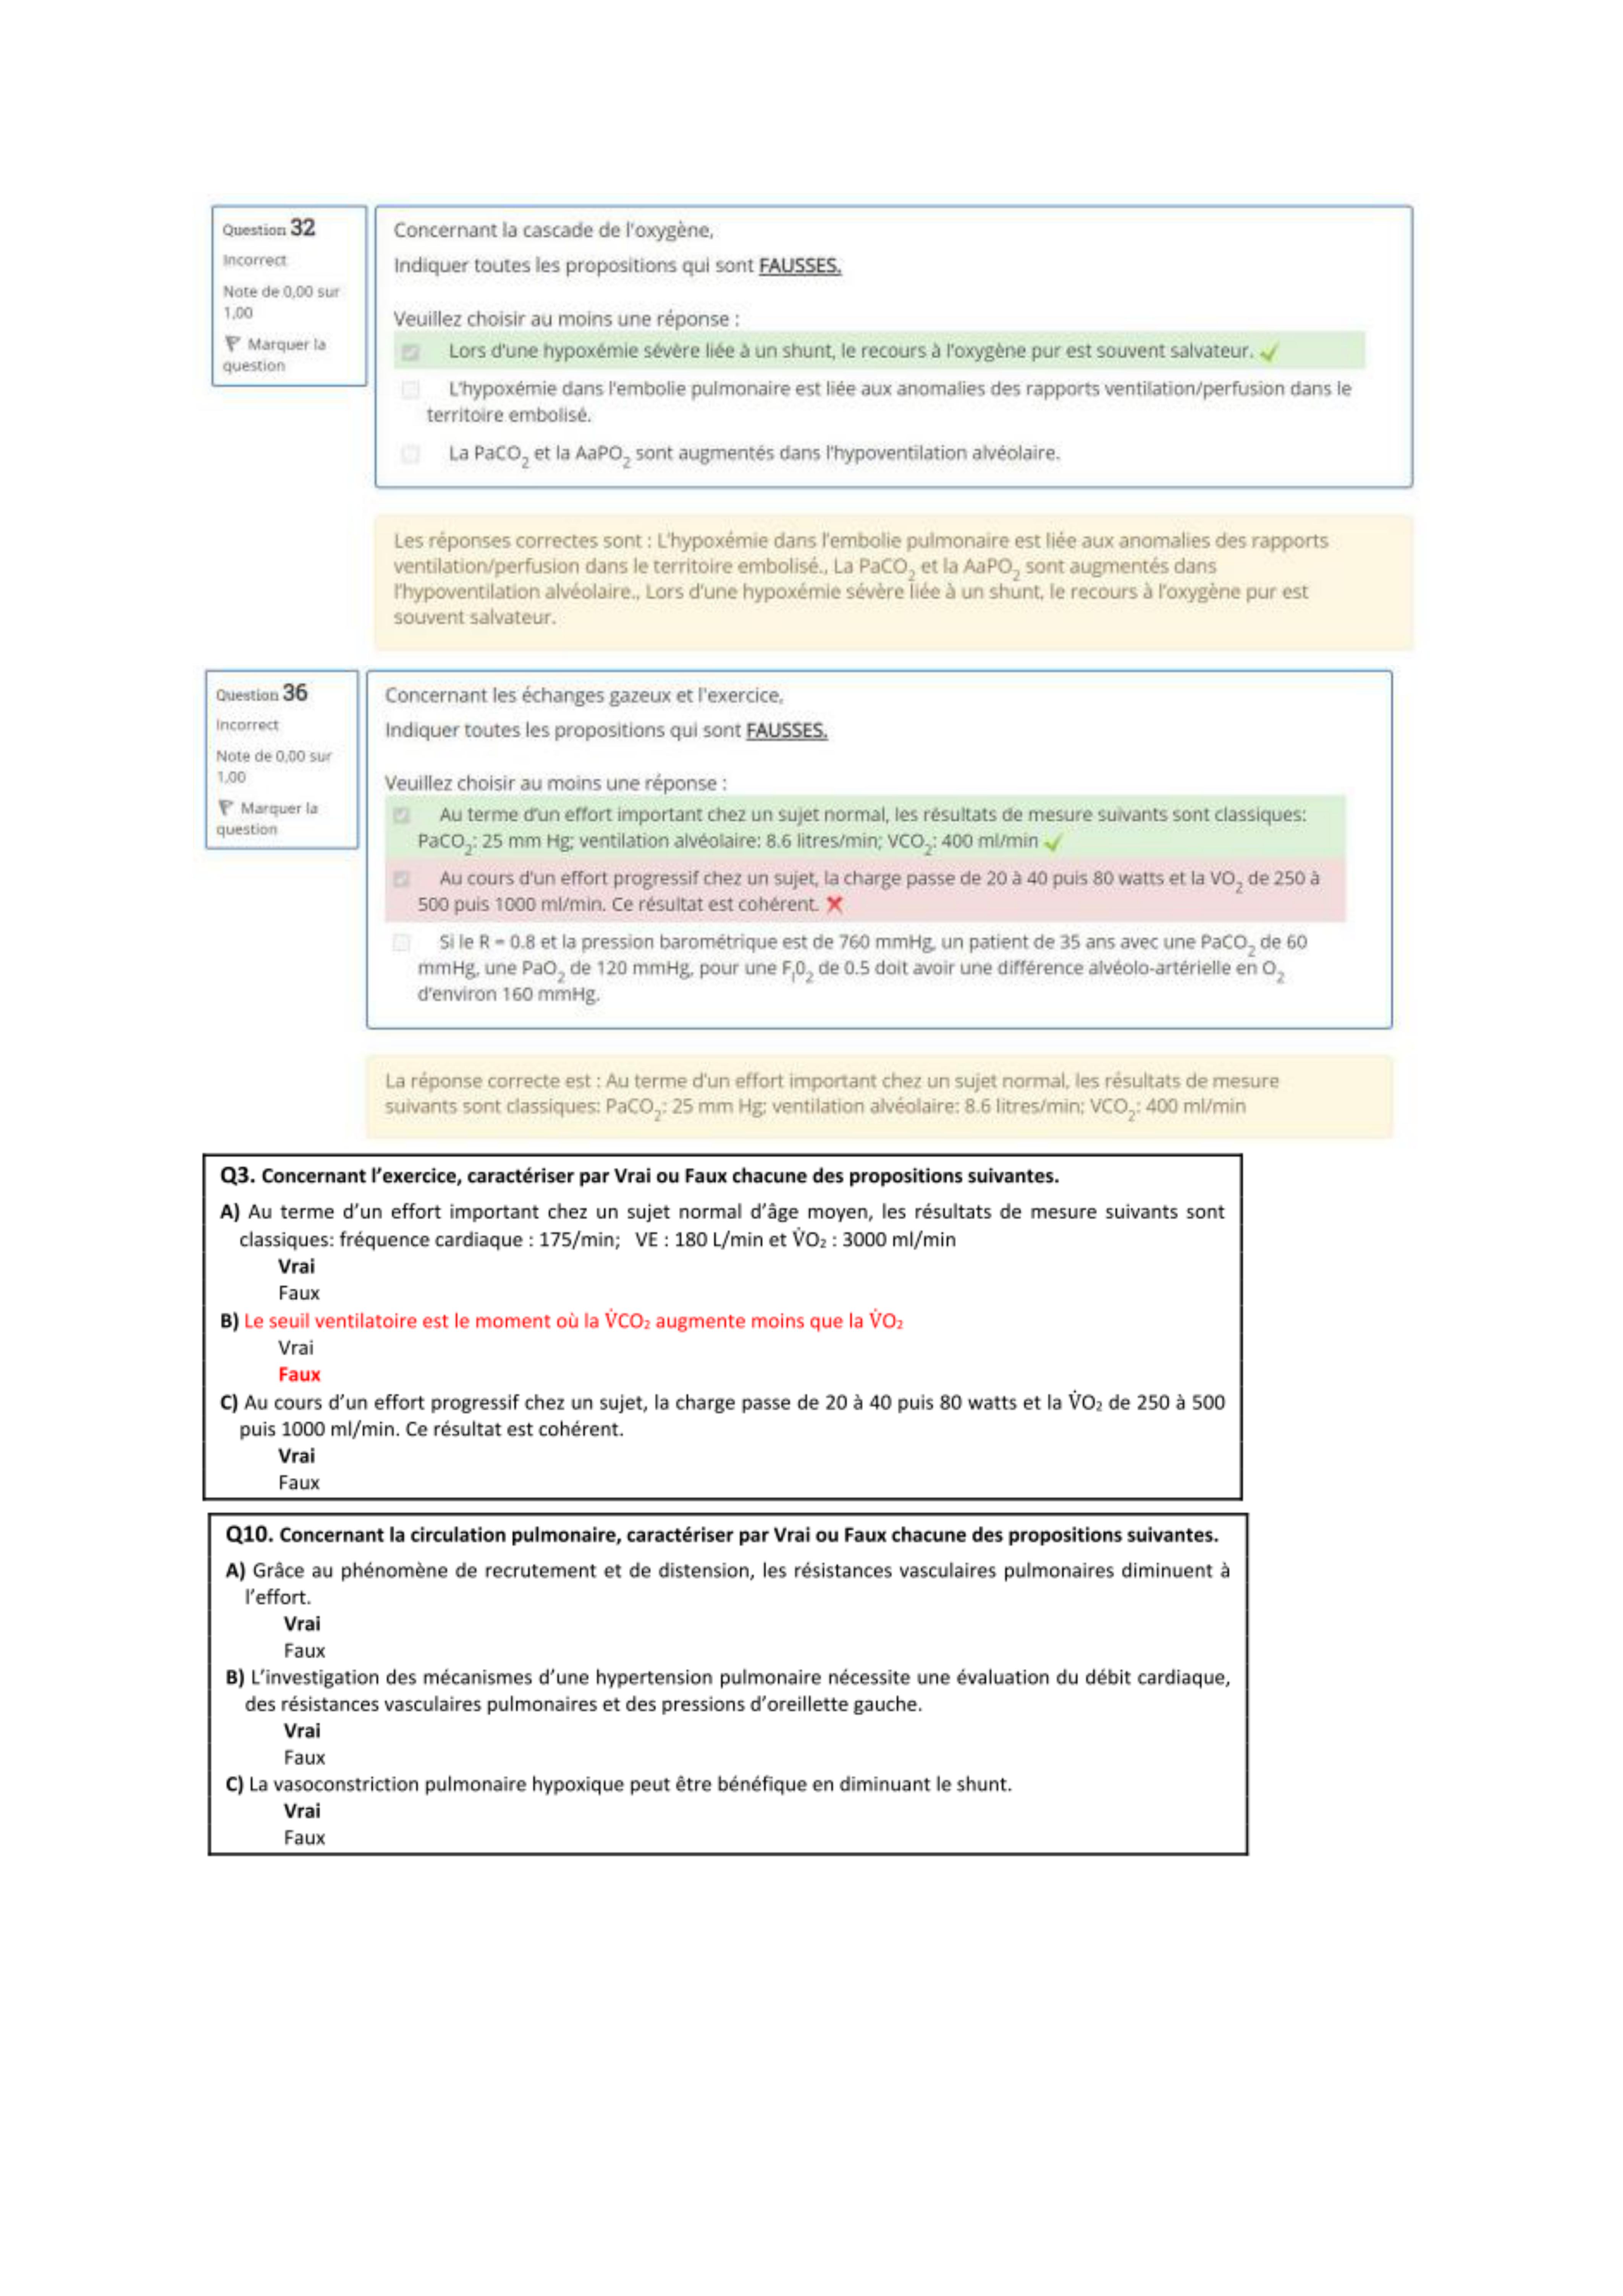 Question 32
Incorrect
Note de 0,00 sur
1,00
Marquer la
question
Concernant la cascade de l'oxygène,
Indiquer toutes les propositions qui sont FAUSSES.
Veuillez choisir au moins une réponse :
Lors d'une hypoxémie sévère liée à un shunt, le recours à l'oxygène pur est souvent salvateur.
L'hypoxémie dans l'embolie pulmonaire est liée aux anomalies des rapports ventilation/perfusion dans le
territoire embolisé.
La PaCO₂ et la AaPO₂ sont augmentés dans l'hypoventilation alvéolaire.
Les réponses correctes sont : L'hypoxémie dans l'embolie pulmonaire est liée aux anomalies des rapports
ventilation/perfusion dans le territoire embolisé., La PaCO₂ et la AaPO₂ sont augmentés dans
l'hypoventilation alvéolaire., Lors d'une hypoxémie sévère liée à un shunt, le recours à l'oxygène pur est
souvent salvateur.
Question 36
Incorrect
Note de 0,00 sur
1,00
Marquer la
question
Concernant les échanges gazeux et l'exercice,
Indiquer toutes les propositions qui sont FAUSSES.
Veuillez choisir au moins une réponse :
Au terme d'un effort important chez un sujet normal, les résultats de mesure suivants sont classiques:
PaCO₂: 25 mm Hg; ventilation alvéolaire: 8.6 litres/min; VCO₂: 400 ml/min
Au cours d'un effort progressif chez un sujet, la charge passe de 20 à 40 puis 80 watts et la VO₂ de 250 à
500 puis 1000 ml/min. Ce résultat est cohérent.
Si le R = 0.8 et la pression barométrique est de 760 mmHg, un patient de 35 ans avec une PaCO₂ de 60
mmHg, une PaO₂ de 120 mmHg, pour une FᵢO₂ de 0.5 doit avoir une différence alvéolo-artérielle en O₂
d'environ 160 mmHg.
La réponse correcte est : Au terme d'un effort important chez un sujet normal, les résultats de mesure
suivants sont classiques: PaCO₂: 25 mm Hg; ventilation alvéolaire: 8.6 litres/min; VCO₂: 400 ml/min
Q3. Concernant l'exercice, caractériser par Vrai ou Faux chacune des propositions suivantes.
A) Au terme d'un effort important chez un sujet normal d'âge moyen, les résultats de mesure suivants sont
classiques: fréquence cardiaque : 175/min; VE : 180 L/min et V̇O₂ : 3000 ml/min
Vrai
Faux
B) Le seuil ventilatoire est le moment où la V̇CO₂ augmente moins que la V̇O₂
Vrai
Faux
C) Au cours d'un effort progressif chez un sujet, la charge passe de 20 à 40 puis 80 watts et la V̇O₂ de 250 à 500
puis 1000 ml/min. Ce résultat est cohérent.
Vrai
Faux
Q10. Concernant la circulation pulmonaire, caractériser par Vrai ou Faux chacune des propositions suivantes.
A) Grâce au phénomène de recrutement et de distension, les résistances vasculaires pulmonaires diminuent à
l'effort.
Vrai
Faux
B) L'investigation des mécanismes d'une hypertension pulmonaire nécessite une évaluation du débit cardiaque,
des résistances vasculaires pulmonaires et des pressions d'oreillette gauche.
Vrai
Faux
C) La vasoconstriction pulmonaire hypoxique peut être bénéfique en diminuant le shunt.
Vrai
Faux